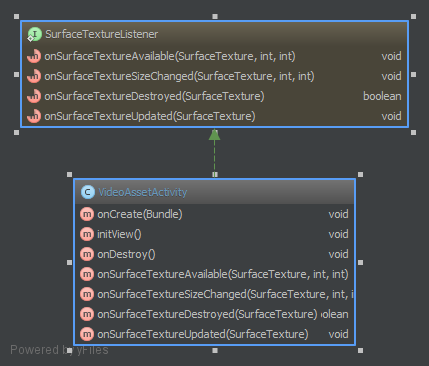 SurfaceTextureListener
onSurfaceTextureAvailable(SurfaceTexture, int, int) void
onSurfaceTextureSizeChanged(SurfaceTexture, int, int) void
onSurfaceTextureDestroyed(SurfaceTexture) boolean
onSurfaceTextureUpdated(SurfaceTexture) void
VideoAssetActivity
onCreate(Bundle) void
initView() void
onDestroy() void
onSurfaceTextureAvailable(SurfaceTexture, int, int)
onSurfaceTextureSizeChanged(SurfaceTexture, int, i
onSurfaceTextureDestroyed(SurfaceTexture) olean
onSurfaceTextureUpdated(SurfaceTexture) void
Powered by yFiles